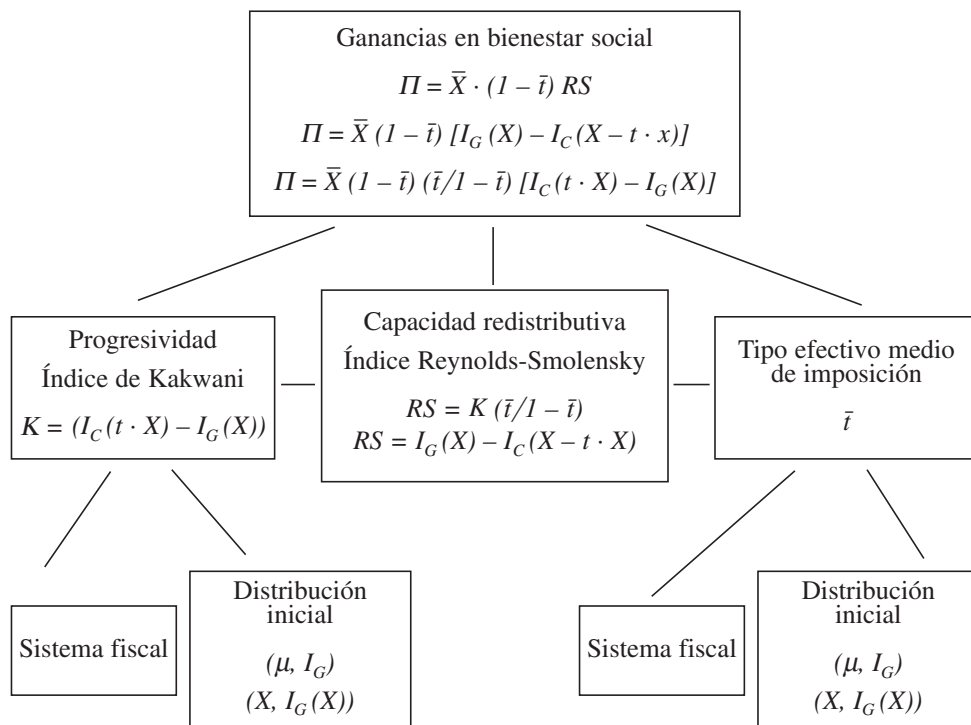 Ganancias en bienestar social
Π = X̄ · (1 – t̄) RS
Π = X̄ (1 – t̄) [I_G (X) – I_C (X – t · x)]
Π = X̄ (1 – t̄) (t̄/1 – t̄) [I_C (t · X) – I_G (X)]
Progresividad
Índice de Kakwani
K = (I_C (t · X) – I_G (X))
Capacidad redistributiva
Índice Reynolds-Smolensky
RS = K (t̄/1 – t̄)
RS = I_G (X) – I_C (X – t · X)
Tipo efectivo medio
de imposición
t̄
Sistema fiscal
Distribución
inicial
(μ, I_G)
(X, I_G (X))
Sistema fiscal
Distribución
inicial
(μ, I_G)
(X, I_G (X))